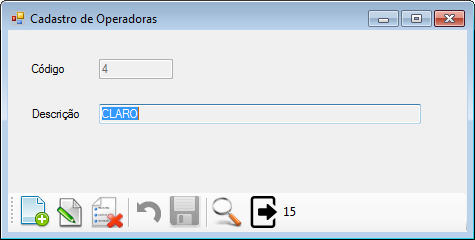 Cadastro de Operadoras
Código 4
Descrição CLARO
15